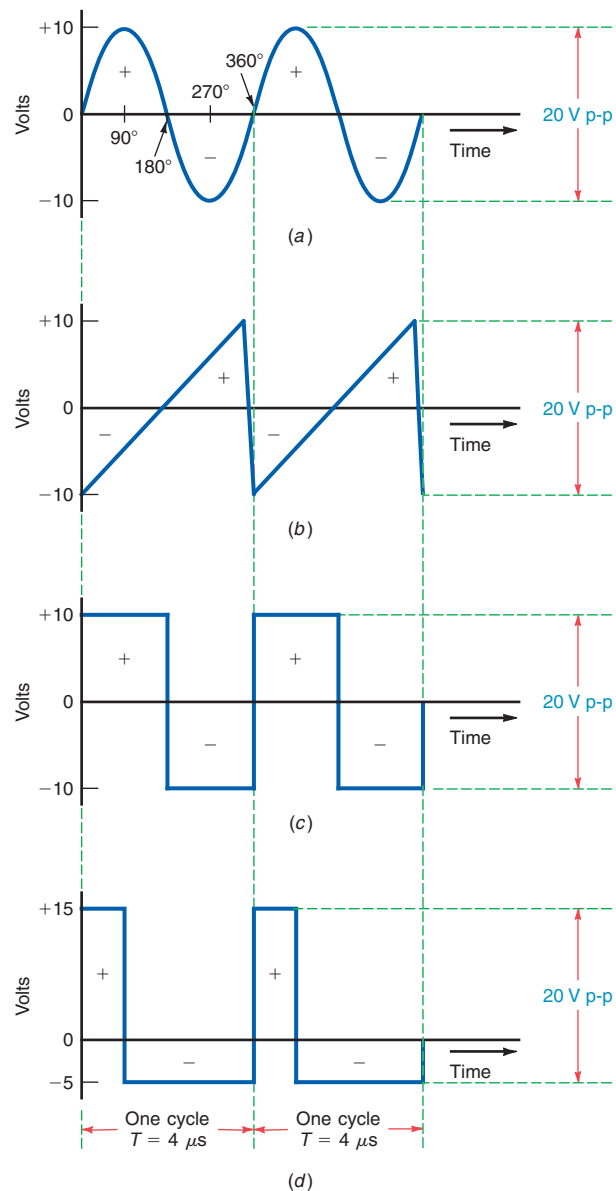 +10
+
+
360°
270°
Volts
0
90°
180°
−
−
Time
20 V p-p
−10
(a)
+10
+
+
Volts
0
−
−
Time
20 V p-p
−10
(b)
+10
+
+
Volts
0
−
−
Time
20 V p-p
−10
(c)
+15
+
+
Volts
20 V p-p
0
−
−
Time
−5
One cycle
T = 4 μs
One cycle
T = 4 μs
(d)